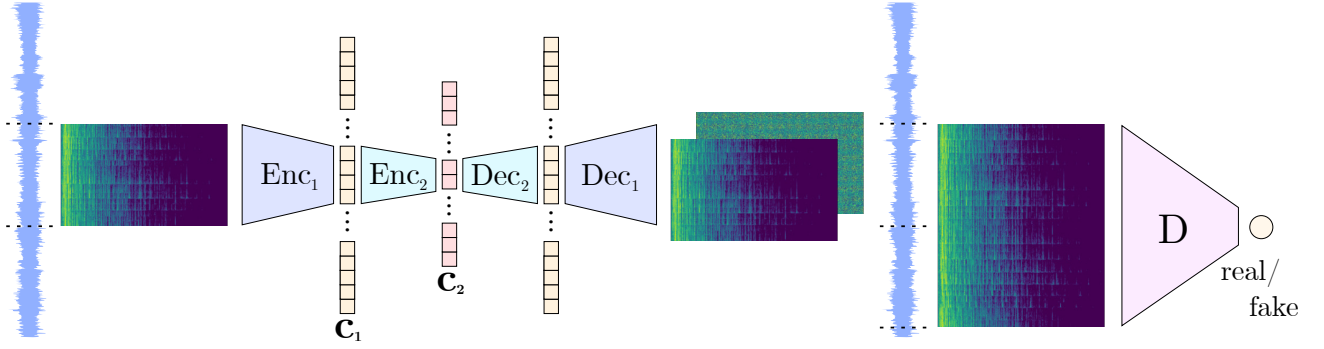 Enc₁
Enc₂
Dec₂
Dec₁
D
real/
fake
c₂
c₁